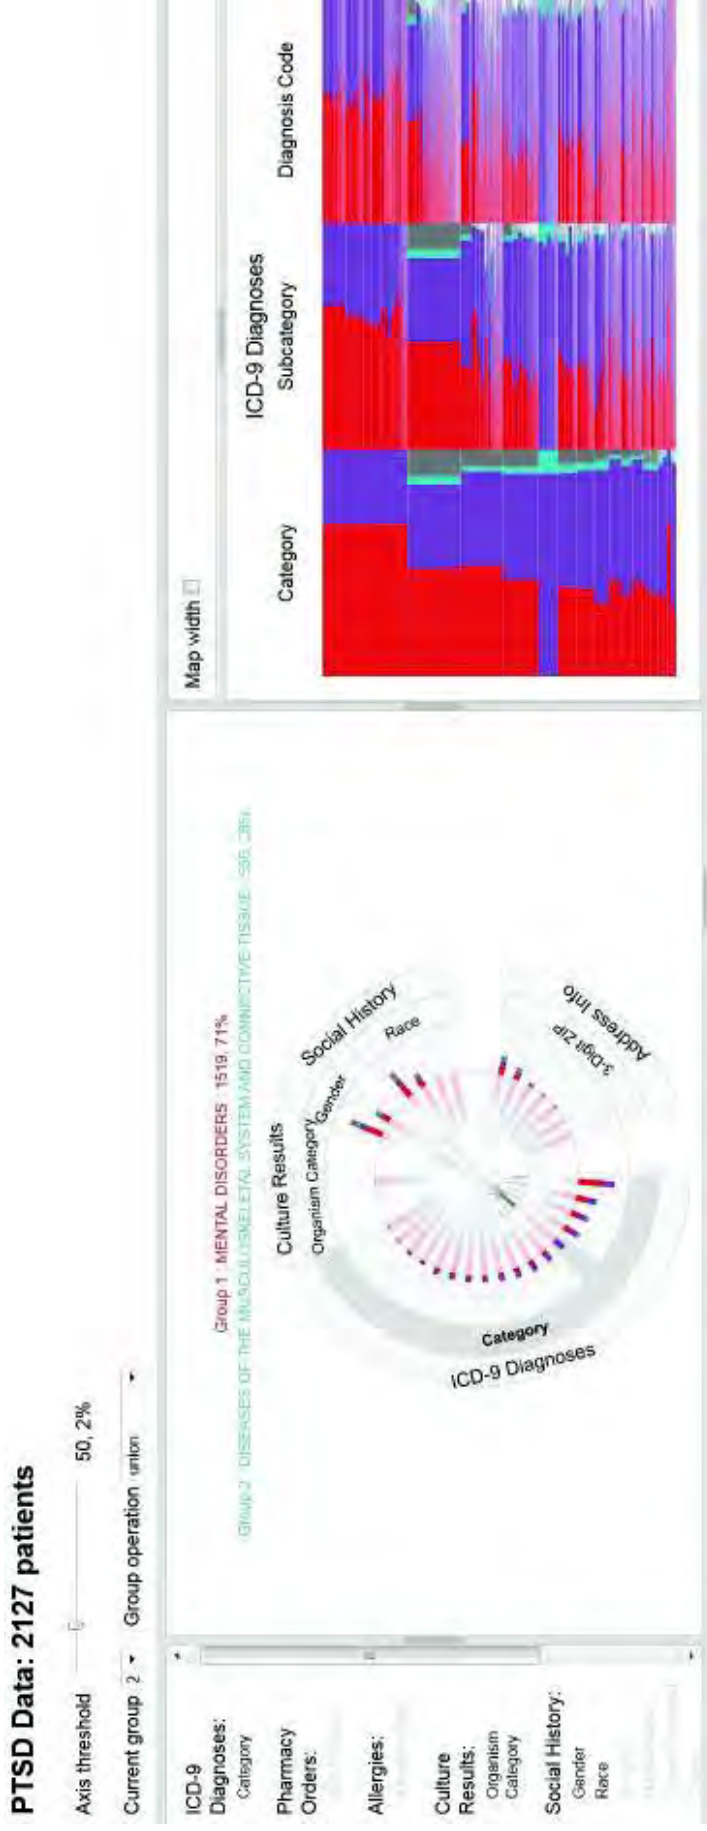 PTSD Data: 2127 patients
Axis threshold 50, 2%
Current group 2 Group operation union
ICD-9
Diagnoses:
Category
Pharmacy
Orders:
Allergies:
Culture
Results:
Organism
Category
Social History:
Gender
Race
Group 1 : MENTAL DISORDERS : 1519, 71%
Group 2 : DISEASES OF THE MUSCULOSKELETAL SYSTEM AND CONNECTIVE TISSUE :
Culture Results
Organism Category
Gender
Social History
Race
Address Info
3-Digit ZIP
Category
ICD-9 Diagnoses
Map width
ICD-9 Diagnoses
Category
Subcategory
Diagnosis Code